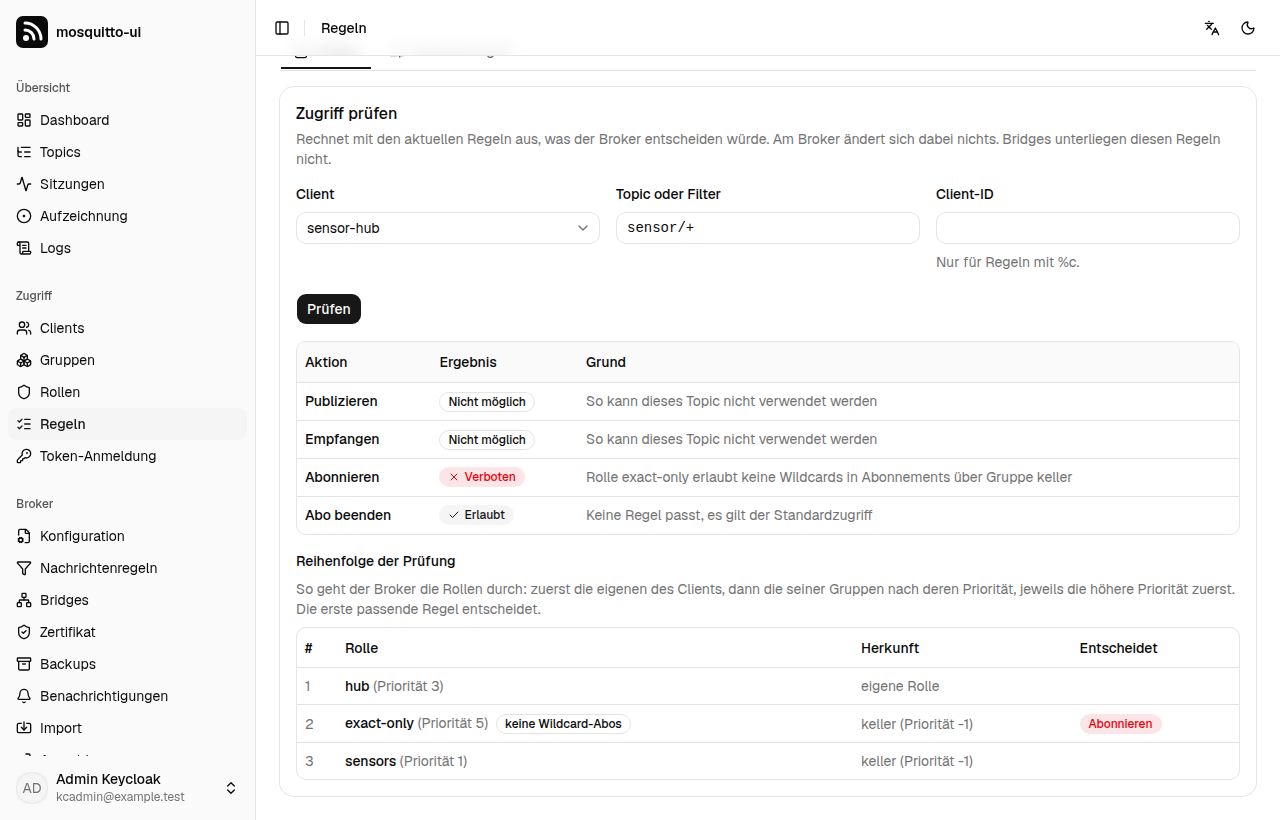 mosquitto-ui
Übersicht
Dashboard
Topics
Sitzungen
Aufzeichnung
Logs
Zugriff
Clients
Gruppen
Rollen
Regeln
Token-Anmeldung
Broker
Konfiguration
Nachrichtenregeln
Bridges
Zertifikat
Backups
Benachrichtigungen
Import
AD
Admin Keycloak
kcadmin@example.test
Regeln
Zugriff prüfen
Rechnet mit den aktuellen Regeln aus, was der Broker entscheiden würde. Am Broker ändert sich dabei nichts. Bridges unterliegen diesen Regeln
nicht.
Client Topic oder Filter Client-ID
sensor-hub sensor/+
Nur für Regeln mit %c.
Prüfen
Aktion Ergebnis Grund
Publizieren Nicht möglich So kann dieses Topic nicht verwendet werden
Empfangen Nicht möglich So kann dieses Topic nicht verwendet werden
Abonnieren Verboten Rolle exact-only erlaubt keine Wildcards in Abonnements über Gruppe keller
Abo beenden Erlaubt Keine Regel passt, es gilt der Standardzugriff
Reihenfolge der Prüfung
So geht der Broker die Rollen durch: zuerst die eigenen des Clients, dann die seiner Gruppen nach deren Priorität, jeweils die höhere Priorität zuerst.
Die erste passende Regel entscheidet.
# Rolle Herkunft Entscheidet
1 hub (Priorität 3) eigene Rolle
2 exact-only (Priorität 5) keine Wildcard-Abos keller (Priorität -1) Abonnieren
3 sensors (Priorität 1) keller (Priorität -1)